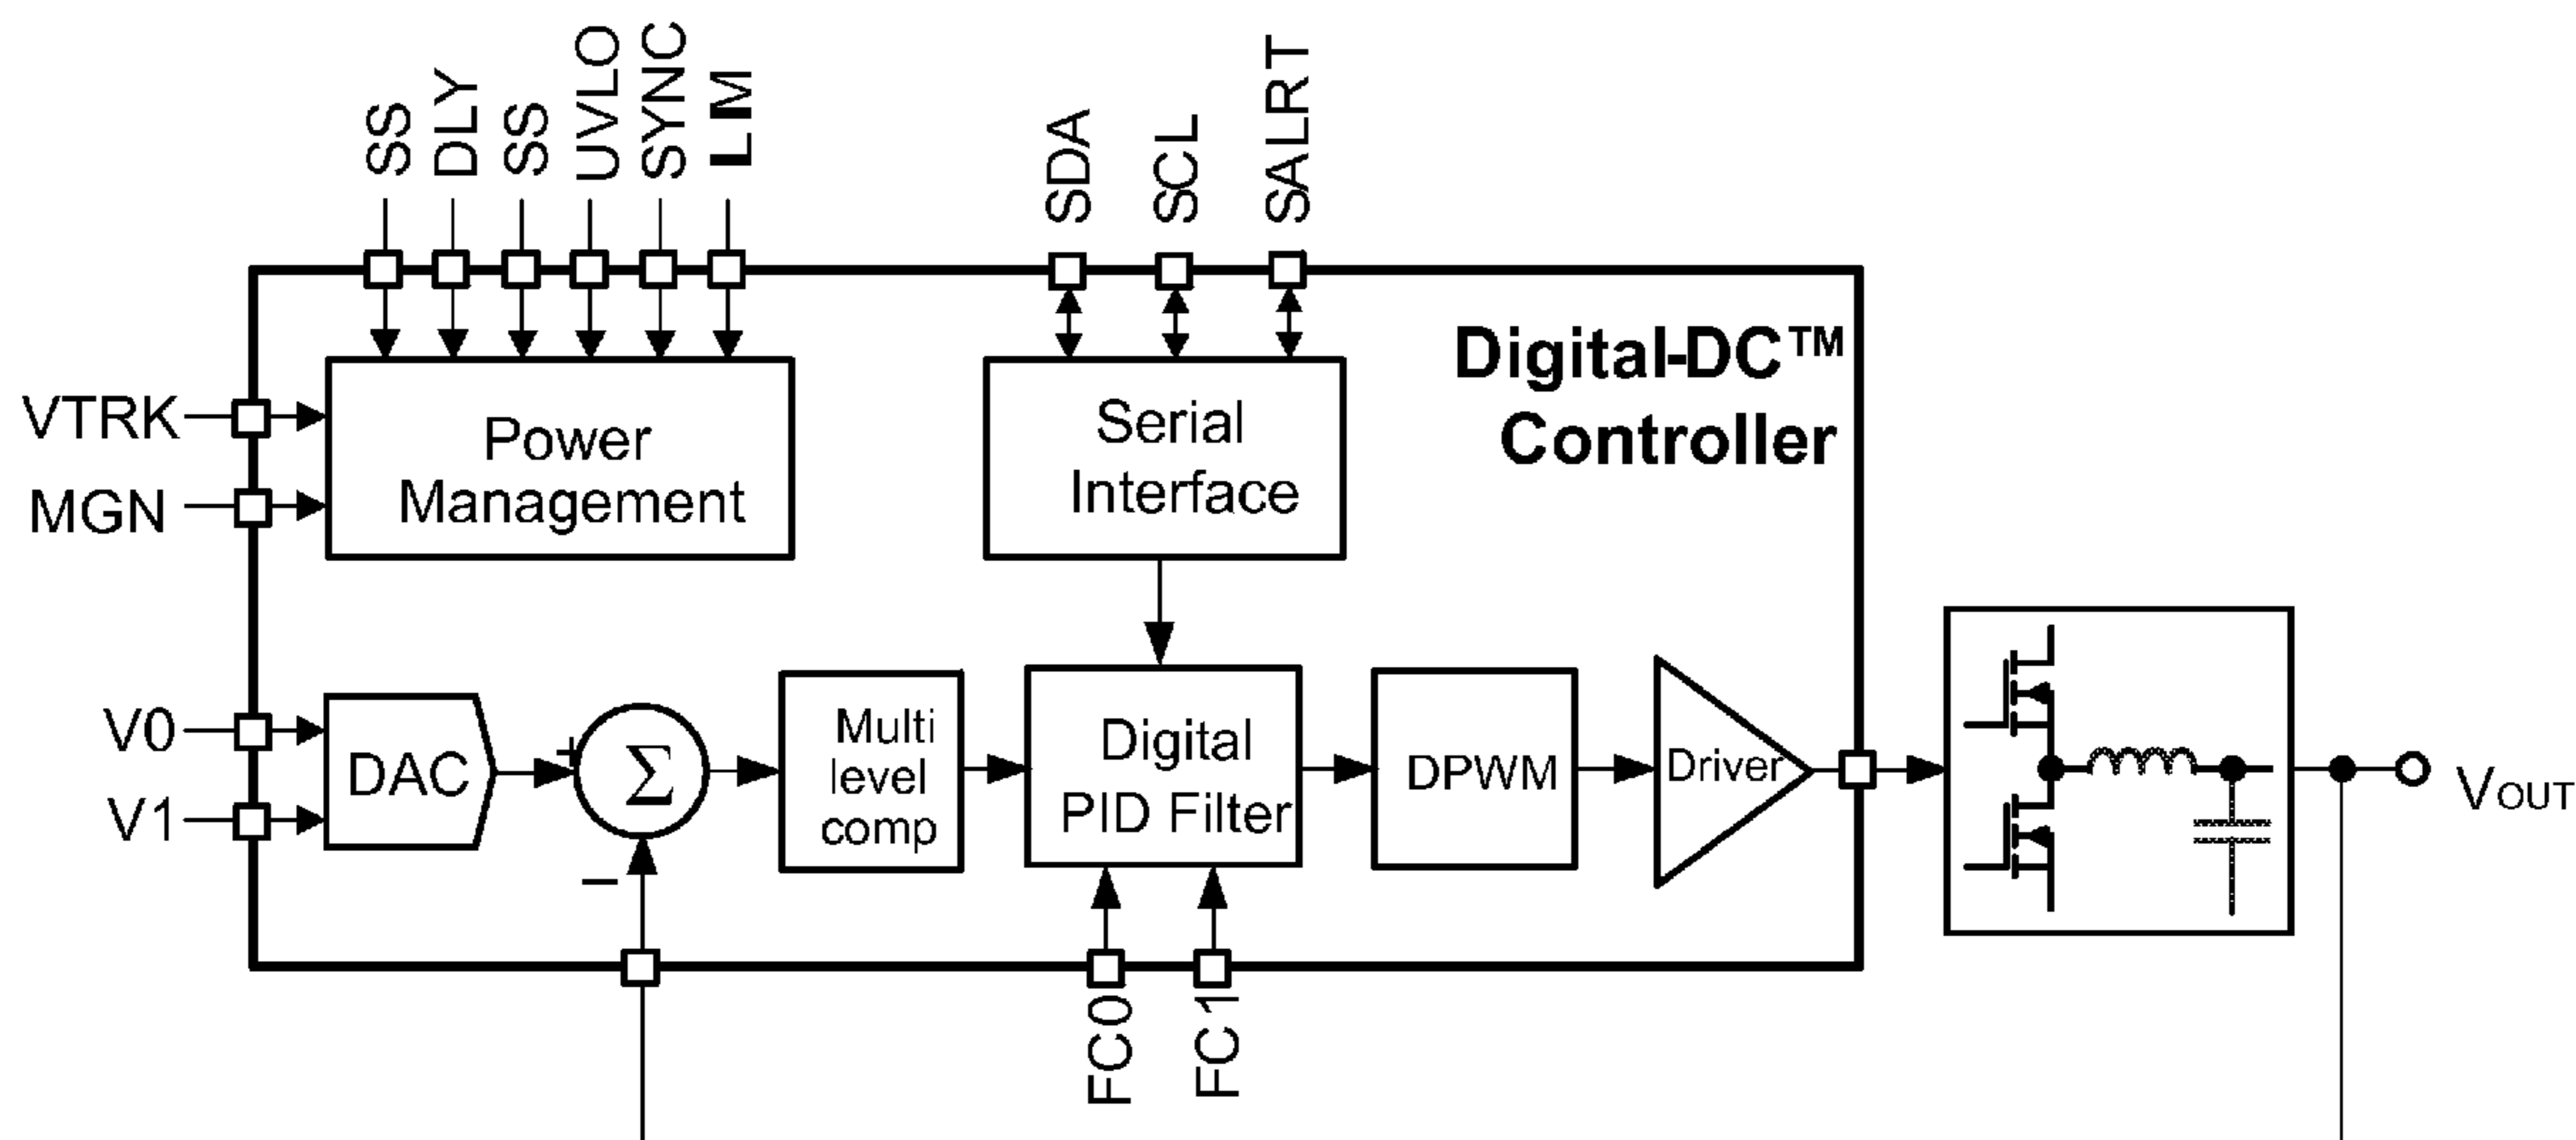 SS
DLY
SS
UVLO
SYNC
LM
SDA
SCL
SALRT
Digital-DC™
Controller
VTRK
MGN
Power
Management
Serial
Interface
V0
V1
DAC
+
Σ
–
Multi
level
comp
Digital
PID Filter
DPWM
Driver
VOUT
FC0
FC1